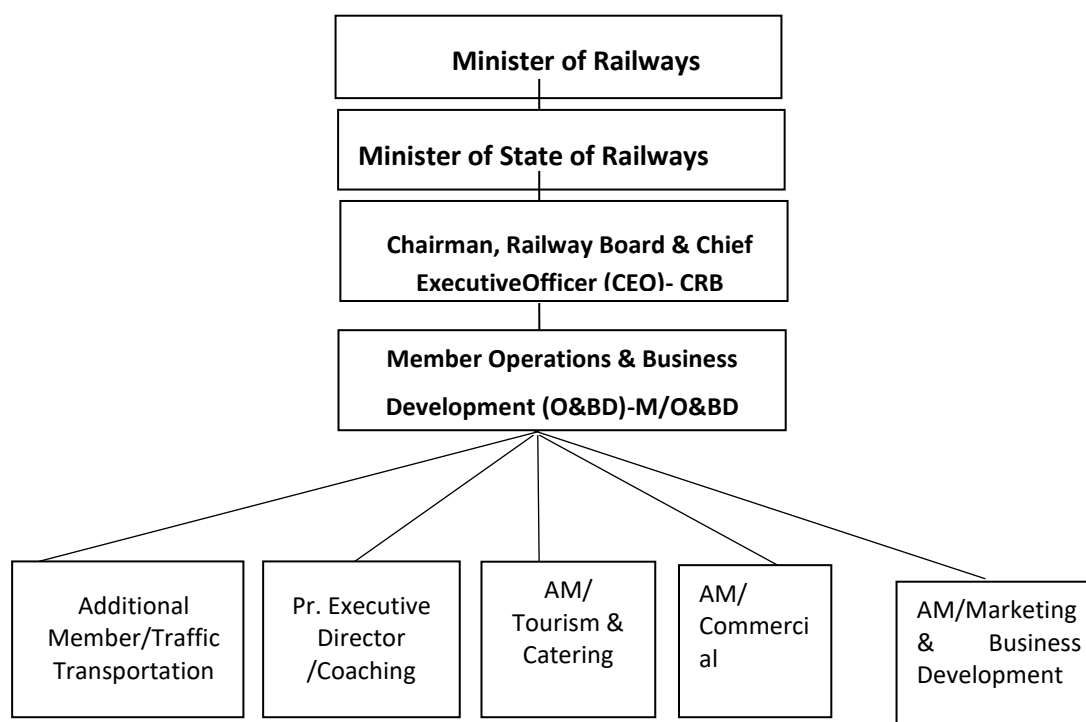 Minister of Railways
Minister of State of Railways
Chairman, Railway Board & Chief
ExecutiveOfficer (CEO)- CRB
Member Operations & Business
Development (O&BD)-M/O&BD
Additional
Member/Traffic
Transportation
Pr. Executive
Director
/Coaching
AM/
Tourism &
Catering
AM/
Commerci
al
AM/Marketing
& Business
Development